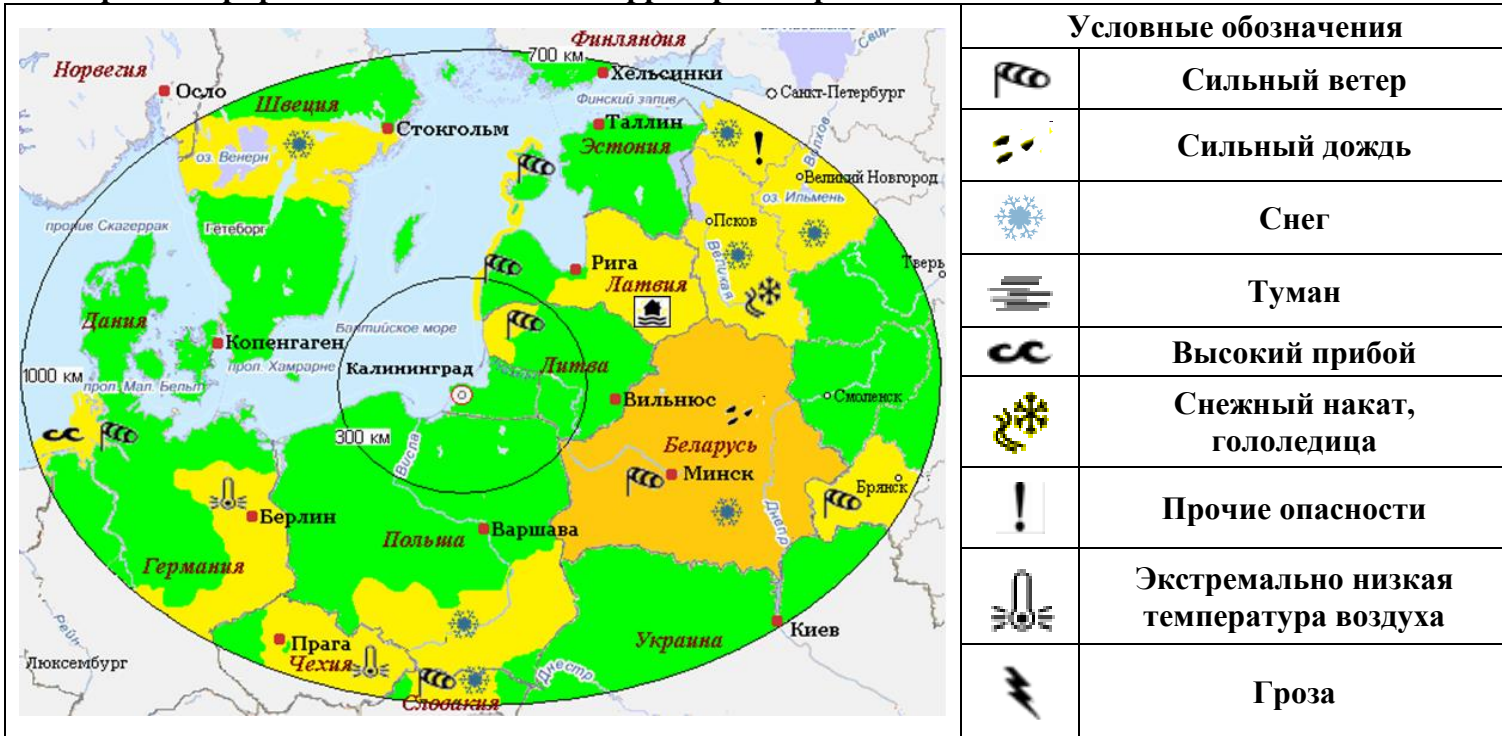 Норвегия
Осло
Швеция
Финляндия
700 км
Хельсинки
Санкт-Петербург
Финский запив
Стокгольм
Таллин
Эстония
оз. Венерн
Волхов
Великий Новгород
оз. Ильмень
Псков
Великая
пролив Скагеррак
Гетеборг
Рига
Латвия
Тверь
Дания
Балтийское море
Копенгаген
Калининград
Литва
1000 км
прол. Мал. Бельт
прол. Хамрарне
Вильнюс
Смоленск
300 км
Висла
Беларусь
Минск
Брянск
Днепр
Берлин
Польша
Варшава
Германия
Рейн
Прага
Чехия
Украина
Киев
Люксембург
Днестр
Словакия
Условные обозначения
Сильный ветер
Сильный дождь
Снег
Туман
Высокий прибой
Снежный накат,
гололедица
Прочие опасности
Экстремально низкая
температура воздуха
Гроза